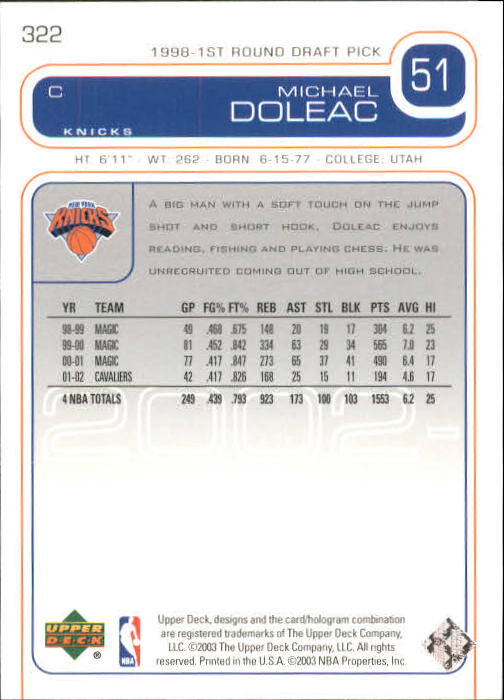 322
1998-1ST ROUND DRAFT PICK
51
C
MICHAEL
DOLEAC
KNICKS
HT: 6'11" · WT: 262 · BORN: 6-15-77 · COLLEGE: UTAH
NEW YORK
KNICKS
A BIG MAN WITH A SOFT TOUCH ON THE JUMP
SHOT AND SHORT HOOK, DOLEAC ENJOYS
READING, FISHING AND PLAYING CHESS. HE WAS
UNRECRUITED COMING OUT OF HIGH SCHOOL.
YR TEAM GP FG% FT% REB AST STL BLK PTS AVG HI
98-99 MAGIC 49 .468 .675 148 20 19 17 304 6.2 25
99-00 MAGIC 81 .452 .842 334 63 29 34 565 7.0 23
00-01 MAGIC 77 .417 .847 273 65 37 41 490 6.4 17
01-02 CAVALIERS 42 .417 .826 168 25 15 11 194 4.6 17
4 NBA TOTALS 249 .439 .793 923 173 100 103 1553 6.2 25
2002-
UPPER
DECK
®
NBA
Upper Deck, designs and the card/hologram combination
are registered trademarks of The Upper Deck Company,
LLC. ©2003 The Upper Deck Company, LLC. All rights
reserved. Printed in the U.S.A. ©2003 NBA Properties, Inc.